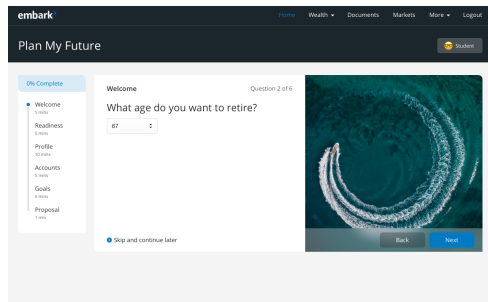 embark
Home Wealth Documents Markets More Logout
Plan My Future
Student
0% Complete
Welcome
5 mins
Readiness
5 mins
Profile
10 mins
Accounts
5 mins
Goals
5 mins
Proposal
1 min
Welcome Question 2 of 6
What age do you want to retire?
67
Skip and continue later
Back Next